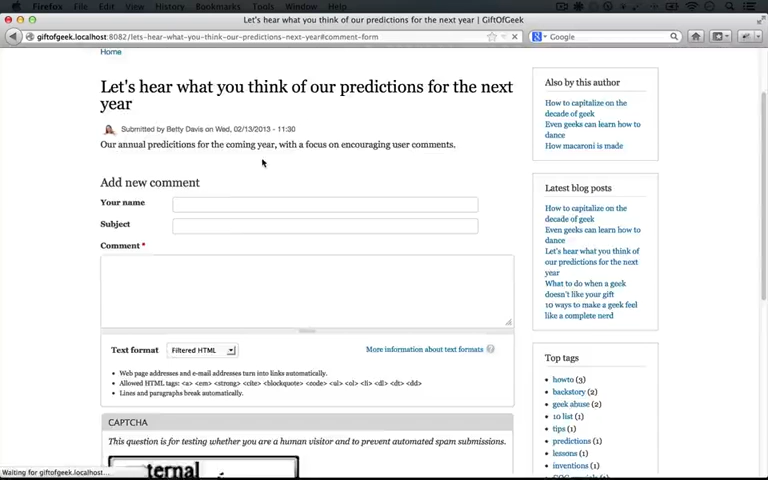 Firefox File Edit View History Bookmarks Tools Window Help
Let's hear what you think of our predictions for the next year | GiftOfGeek
giftofgeek.localhost:8082/lets-hear-what-you-think-our-predictions-next-year#comment-form
Google
Home
Let's hear what you think of our predictions for the next
year
Submitted by Betty Davis on Wed, 02/13/2013 - 11:30
Our annual predicitions for the coming year, with a focus on encouraging user comments.
Add new comment
Your name
Subject
Comment *
Text format
Filtered HTML
More information about text formats
Web page addresses and e-mail addresses turn into links automatically.
Allowed HTML tags: <a> <em> <strong> <cite> <blockquote> <code> <ul> <ol> <li> <dl> <dt> <dd>
Lines and paragraphs break automatically.
CAPTCHA
This question is for testing whether you are a human visitor and to prevent automated spam submissions.
ternal
Also by this author
How to capitalize on the
decade of geek
Even geeks can learn how to
dance
How macaroni is made
Latest blog posts
How to capitalize on the
decade of geek
Even geeks can learn how to
dance
Let's hear what you think of
our predictions for the next
year
What to do when a geek
doesn't like your gift
10 ways to make a geek feel
like a complete nerd
Top tags
howto (3)
backstory (2)
geek abuse (2)
10 list (1)
tips (1)
predictions (1)
lessons (1)
inventions (1)
Waiting for giftofgeek.localhost...